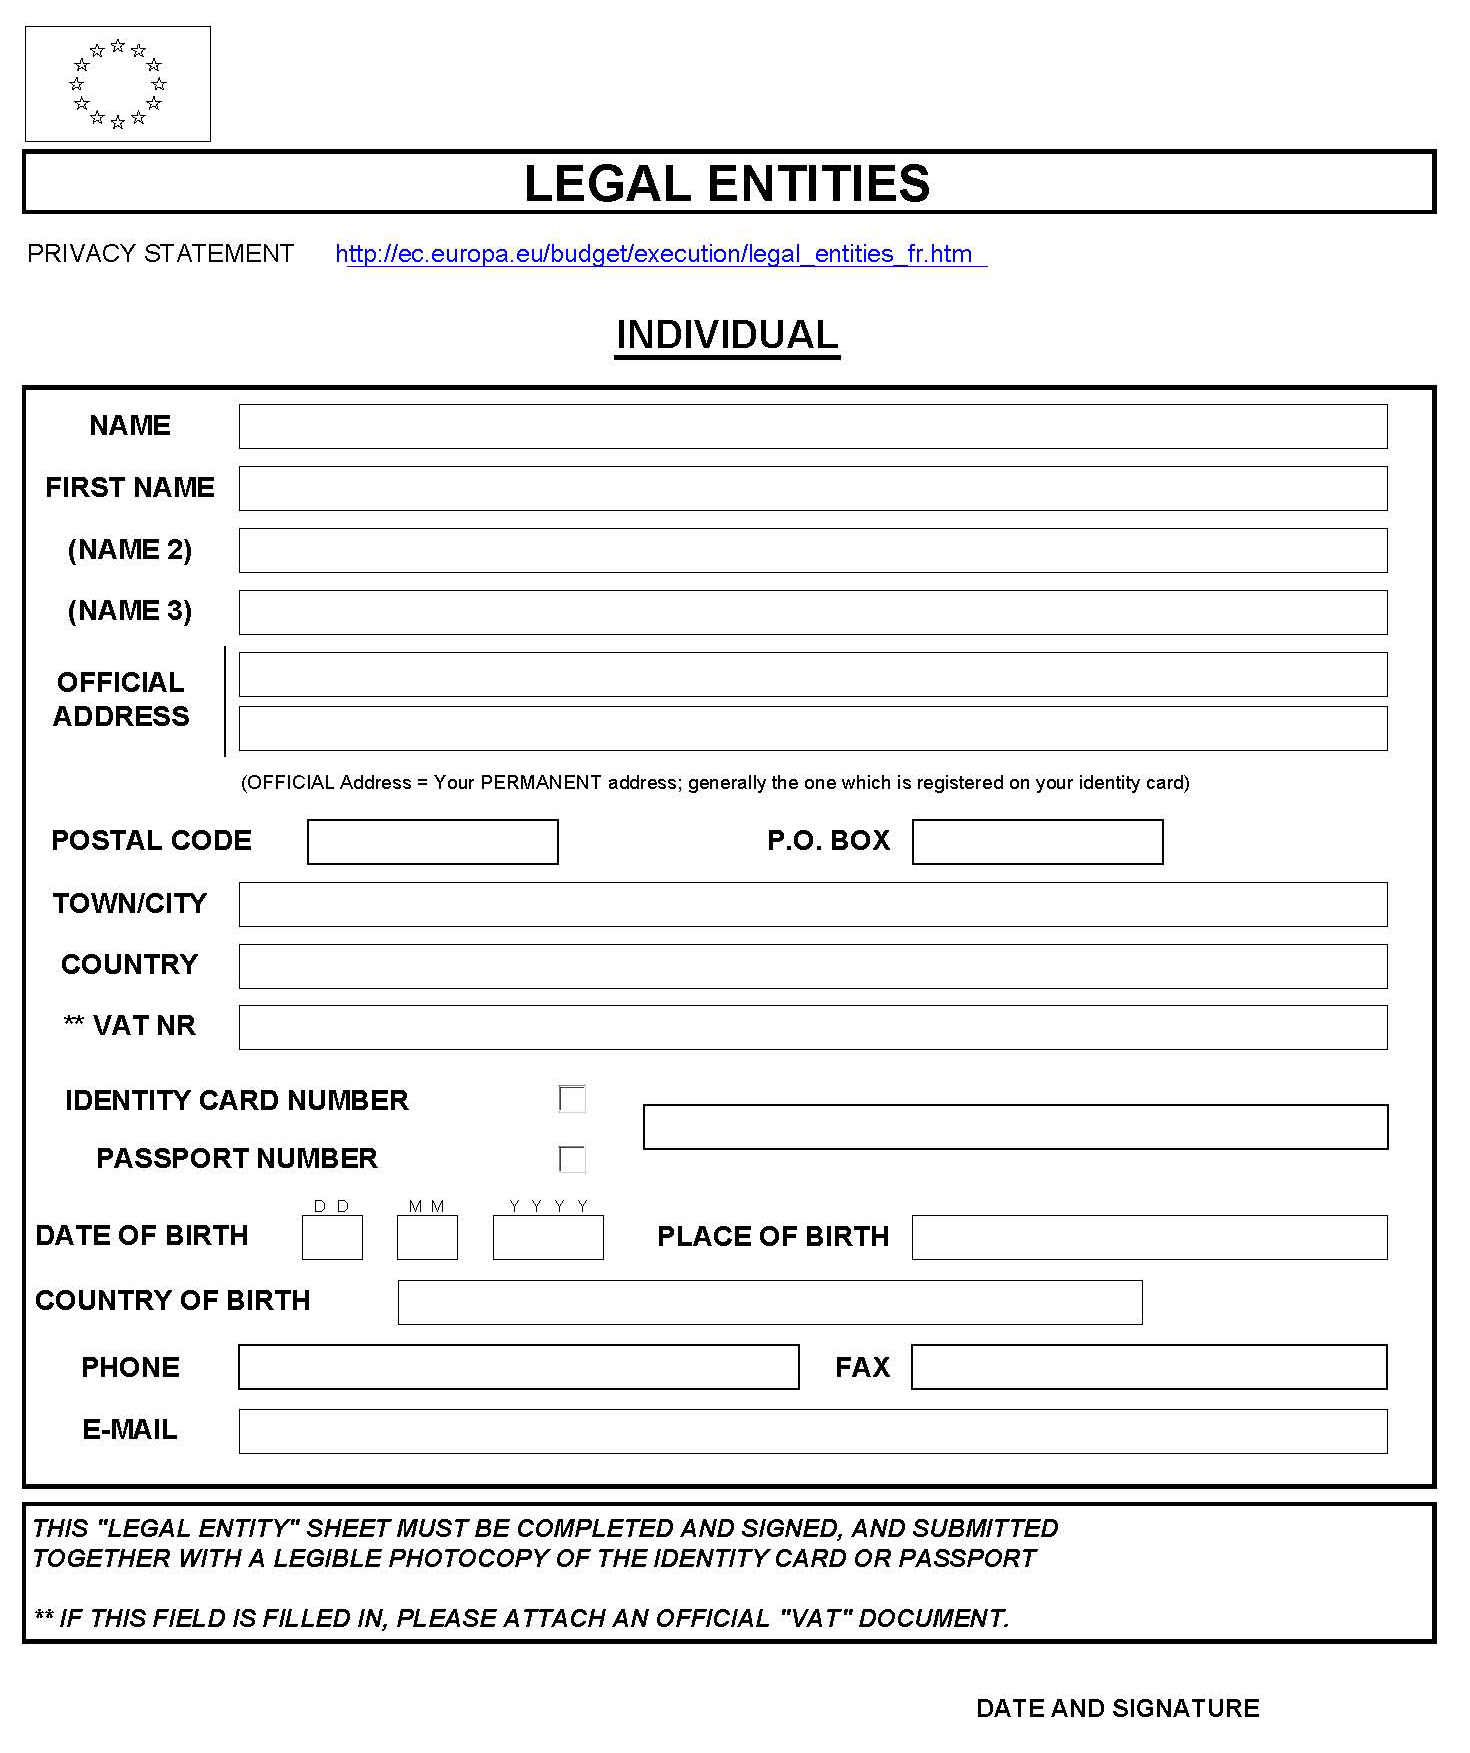 LEGAL ENTITIES
PRIVACY STATEMENT http://ec.europa.eu/budget/execution/legal_entities_fr.htm
INDIVIDUAL
NAME
FIRST NAME
(NAME 2)
(NAME 3)
OFFICIAL
ADDRESS
(OFFICIAL Address = Your PERMANENT address; generally the one which is registered on your identity card)
POSTAL CODE P.O. BOX
TOWN/CITY
COUNTRY
** VAT NR
IDENTITY CARD NUMBER
PASSPORT NUMBER
D D M M Y Y Y Y
DATE OF BIRTH PLACE OF BIRTH
COUNTRY OF BIRTH
PHONE FAX
E-MAIL
THIS "LEGAL ENTITY" SHEET MUST BE COMPLETED AND SIGNED, AND SUBMITTED
TOGETHER WITH A LEGIBLE PHOTOCOPY OF THE IDENTITY CARD OR PASSPORT
** IF THIS FIELD IS FILLED IN, PLEASE ATTACH AN OFFICIAL "VAT" DOCUMENT.
DATE AND SIGNATURE